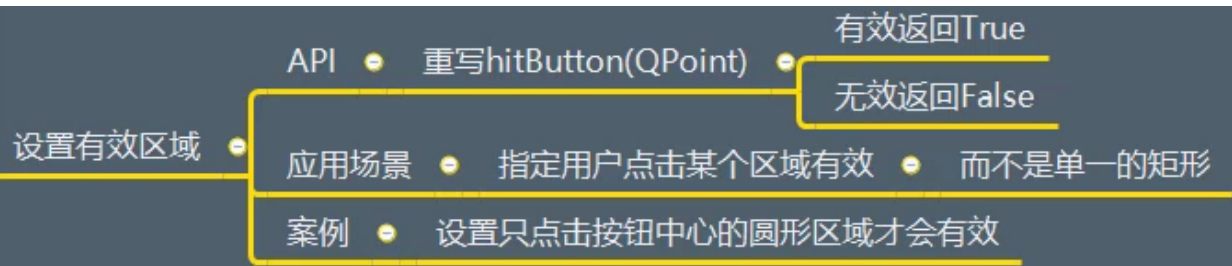 有效返回True
API
重写hitButton(QPoint)
无效返回False
设置有效区域
应用场景
指定用户点击某个区域有效
而不是单一的矩形
案例
设置只点击按钮中心的圆形区域才会有效